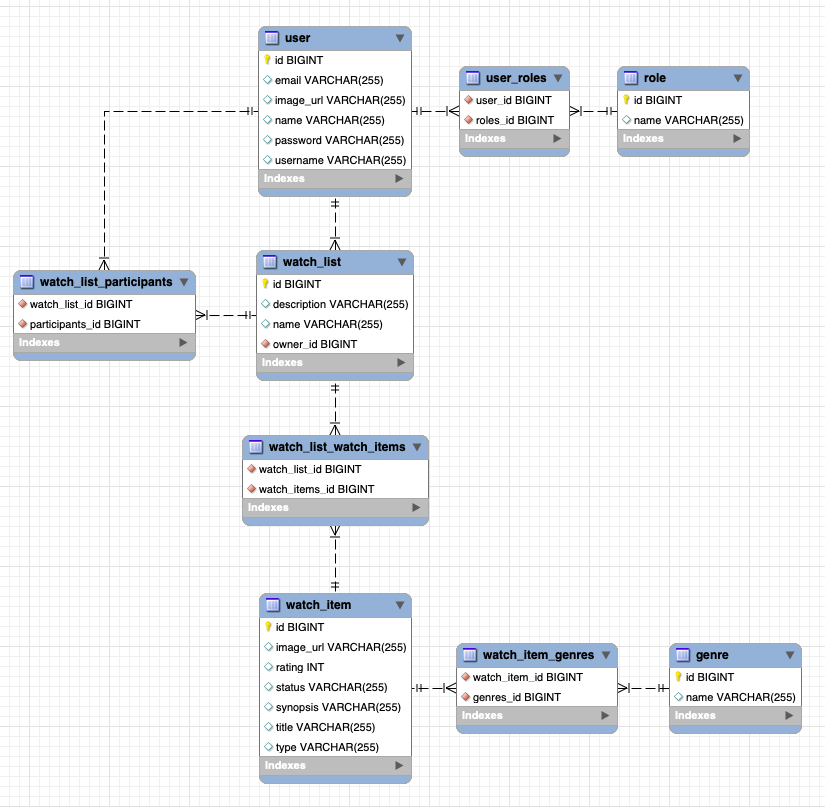 user
id BIGINT
email VARCHAR(255)
image_url VARCHAR(255)
name VARCHAR(255)
password VARCHAR(255)
username VARCHAR(255)
Indexes
user_roles
user_id BIGINT
roles_id BIGINT
Indexes
role
id BIGINT
name VARCHAR(255)
Indexes
watch_list_participants
watch_list_id BIGINT
participants_id BIGINT
Indexes
watch_list
id BIGINT
description VARCHAR(255)
name VARCHAR(255)
owner_id BIGINT
Indexes
watch_list_watch_items
watch_list_id BIGINT
watch_items_id BIGINT
Indexes
watch_item
id BIGINT
image_url VARCHAR(255)
rating INT
status VARCHAR(255)
synopsis VARCHAR(255)
title VARCHAR(255)
type VARCHAR(255)
Indexes
watch_item_genres
watch_item_id BIGINT
genres_id BIGINT
Indexes
genre
id BIGINT
name VARCHAR(255)
Indexes